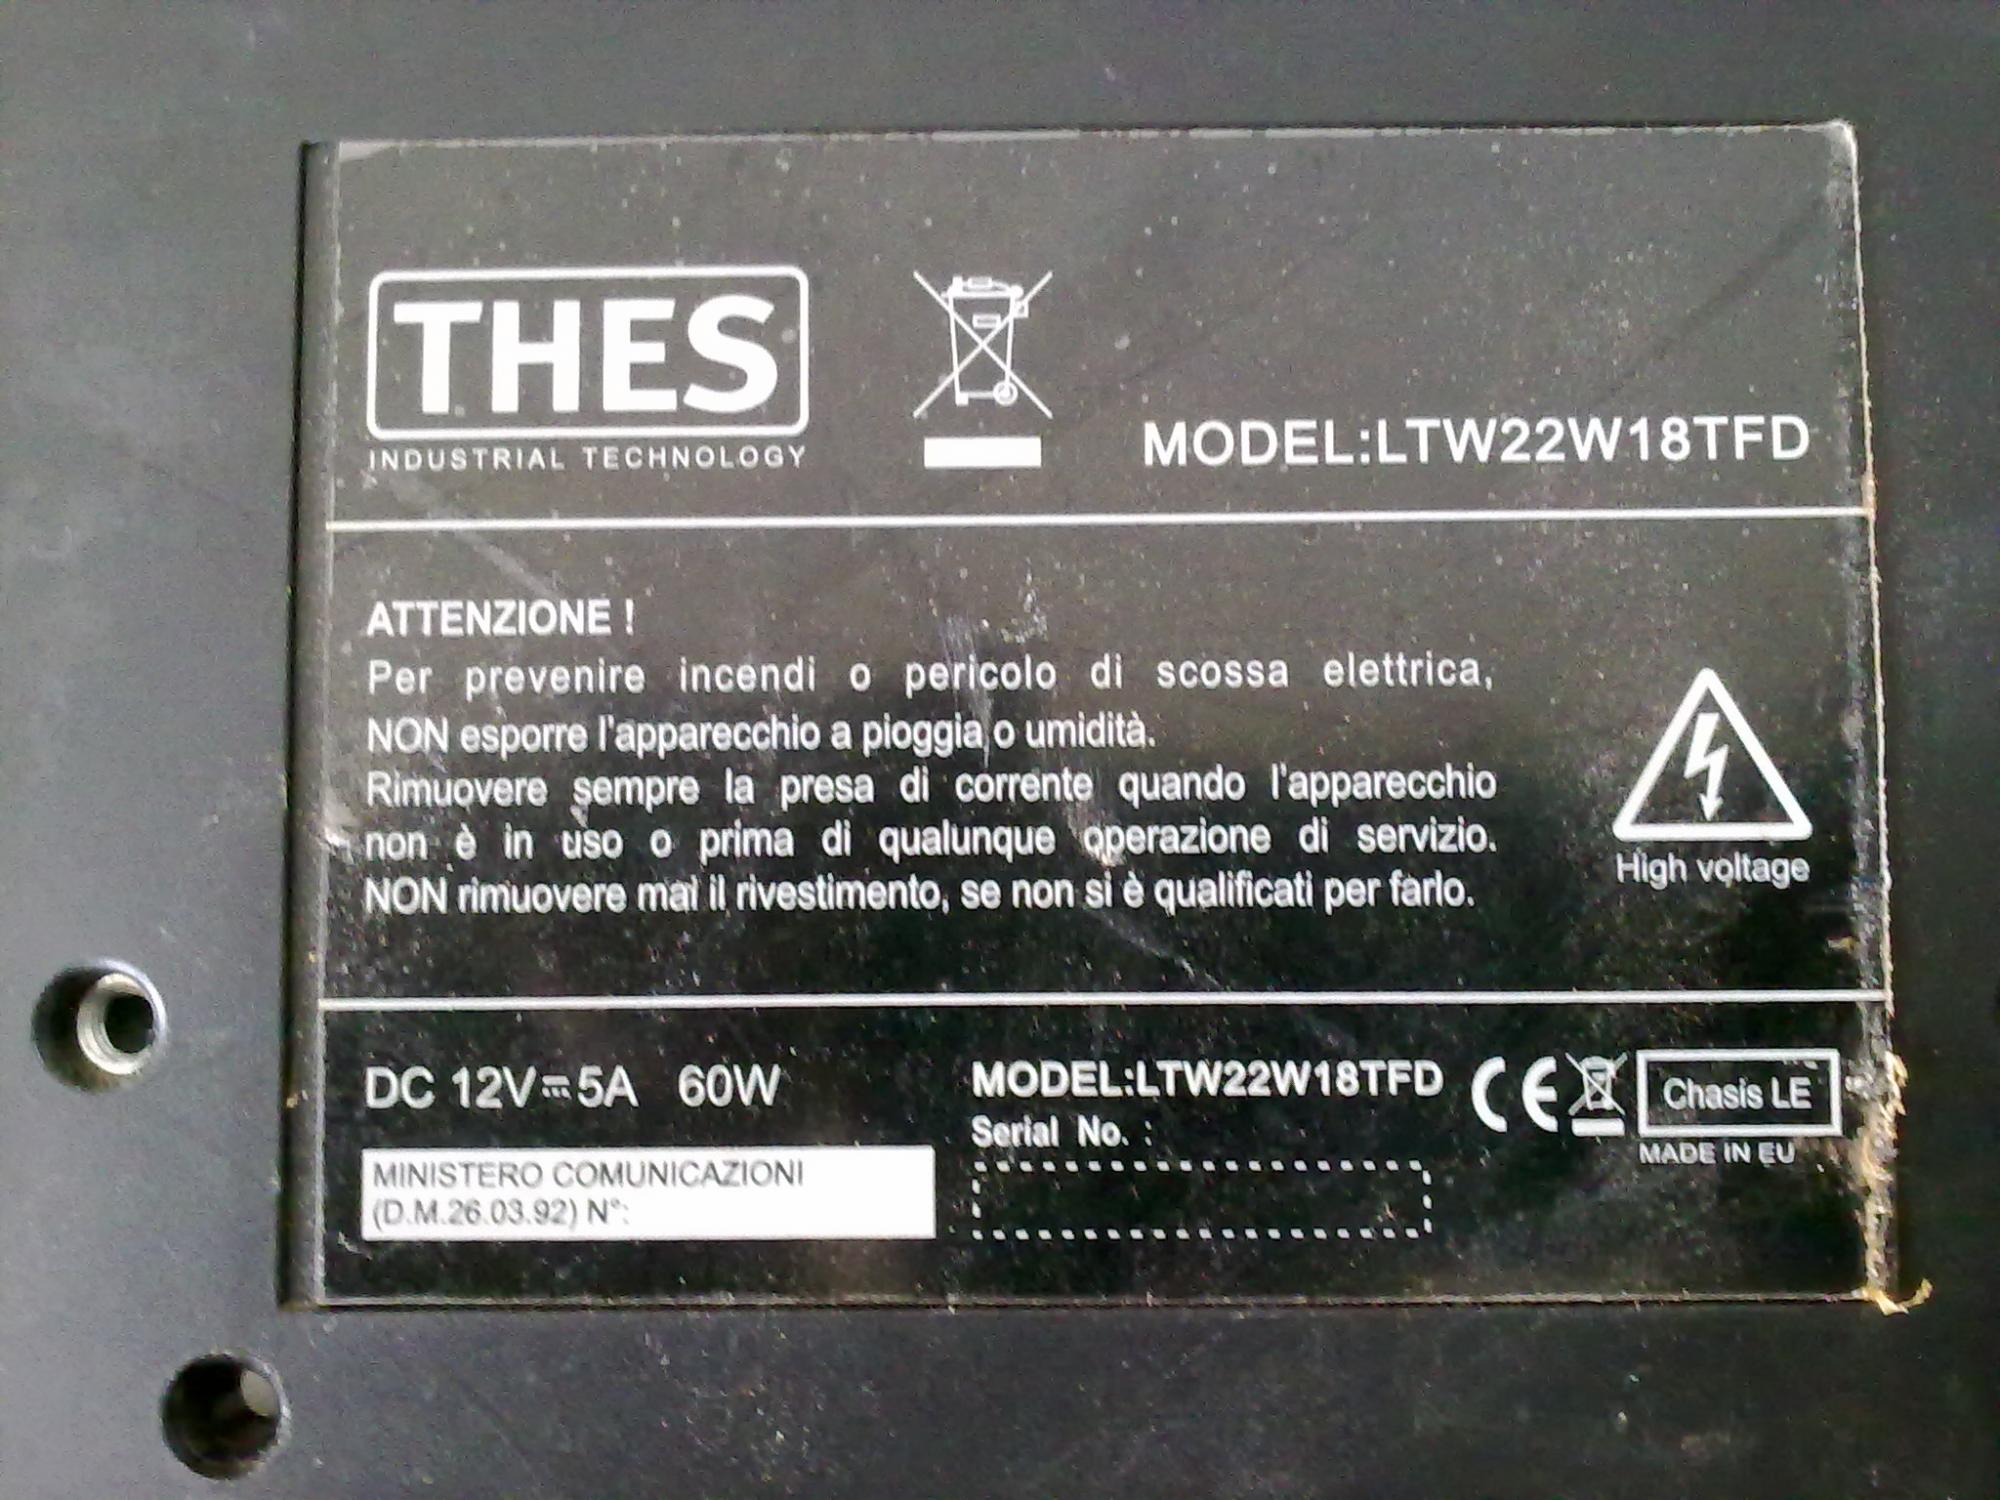 THES
INDUSTRIAL TECHNOLOGY
MODEL:LTW22W18TFD
ATTENZIONE !
Per prevenire incendi o pericolo di scossa elettrica,
NON esporre l'apparecchio a pioggia o umidità.
Rimuovere sempre la presa di corrente quando l'apparecchio
non è in uso o prima di qualunque operazione di servizio.
NON rimuovere mai il rivestimento, se non si è qualificati per farlo.
High voltage
DC 12V⎓5A 60W
MINISTERO COMUNICAZIONI
(D.M.26.03.92) N°:
MODEL:LTW22W18TFD
Serial No. :
CE
Chasis LE
MADE IN EU